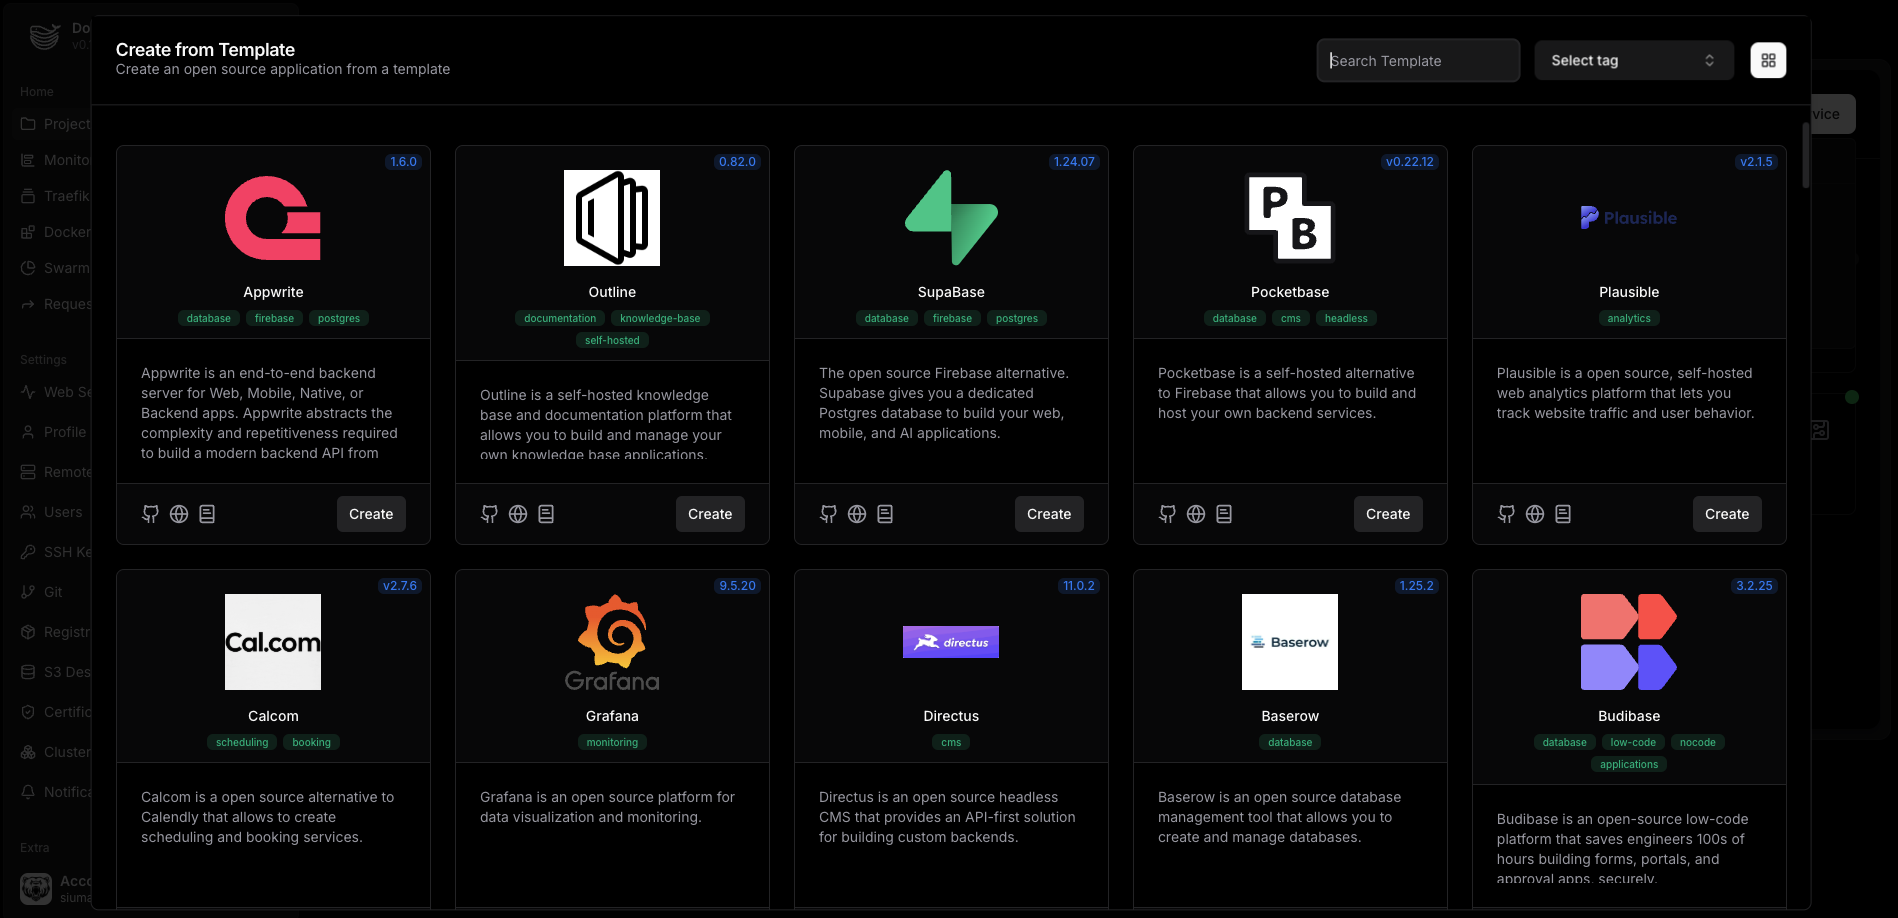 Create from Template
Create an open source application from a template
Search Template
Select tag
Home
Project
Monito
Traefik
Docker
Swarm
Reques
Settings
Web Se
Profile
Remote
Users
SSH Ke
Git
Registr
S3 Des
Certific
Cluster
Notifica
Extra
Acco
siuma
vice
1.6.0
Appwrite
database firebase postgres
Appwrite is an end-to-end backend
server for Web, Mobile, Native, or
Backend apps. Appwrite abstracts the
complexity and repetitiveness required
to build a modern backend API from
Create
0.82.0
Outline
documentation knowledge-base
self-hosted
Outline is a self-hosted knowledge
base and documentation platform that
allows you to build and manage your
own knowledge base applications.
Create
1.24.07
SupaBase
database firebase postgres
The open source Firebase alternative.
Supabase gives you a dedicated
Postgres database to build your web,
mobile, and AI applications.
Create
v0.22.12
P
B
Pocketbase
database cms headless
Pocketbase is a self-hosted alternative
to Firebase that allows you to build and
host your own backend services.
Create
v2.1.5
Plausible
Plausible
analytics
Plausible is a open source, self-hosted
web analytics platform that lets you
track website traffic and user behavior.
Create
v2.7.6
Cal.com
Calcom
scheduling booking
Calcom is a open source alternative to
Calendly that allows to create
scheduling and booking services.
9.5.20
Grafana
Grafana
monitoring
Grafana is an open source platform for
data visualization and monitoring.
11.0.2
directus
Directus
cms
Directus is an open source headless
CMS that provides an API-first solution
for building custom backends.
1.25.2
Baserow
Baserow
database
Baserow is an open source database
management tool that allows you to
create and manage databases.
3.2.25
Budibase
database low-code nocode
applications
Budibase is an open-source low-code
platform that saves engineers 100s of
hours building forms, portals, and
approval apps, securely.